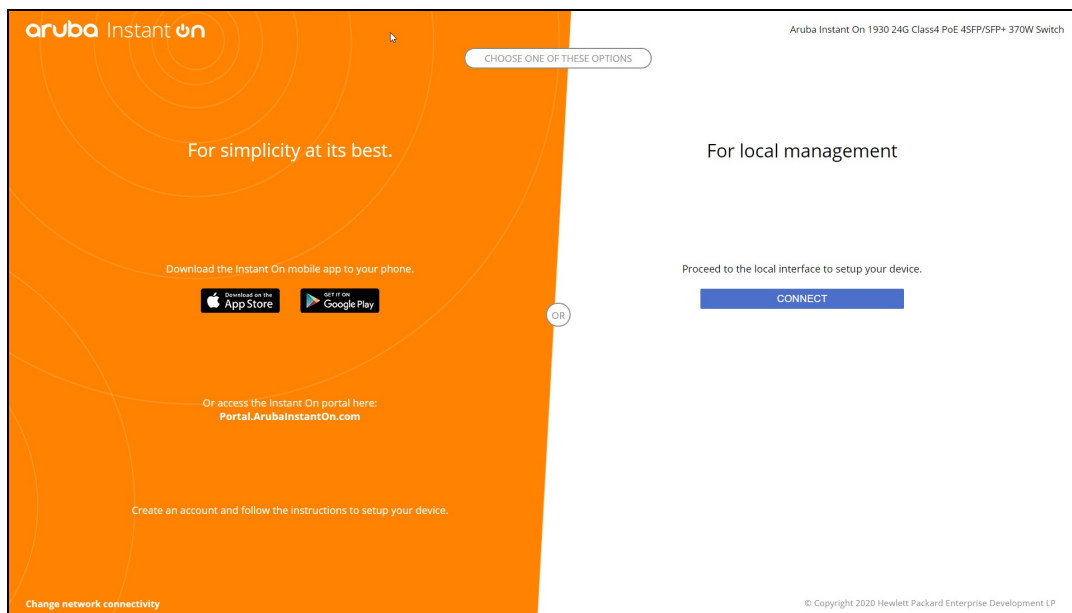 aruba Instant on
Aruba Instant On 1930 24G Class4 PoE 4SFP/SFP+ 370W Switch
CHOOSE ONE OF THESE OPTIONS
For simplicity at its best.
Download the Instant On mobile app to your phone.
Download on the
App Store
GET IT ON
Google Play
Or access the Instant On portal here:
Portal.ArubaInstantOn.com
Create an account and follow the instructions to setup your device.
Change network connectivity
OR
For local management
Proceed to the local interface to setup your device.
CONNECT
© Copyright 2020 Hewlett Packard Enterprise Development LP